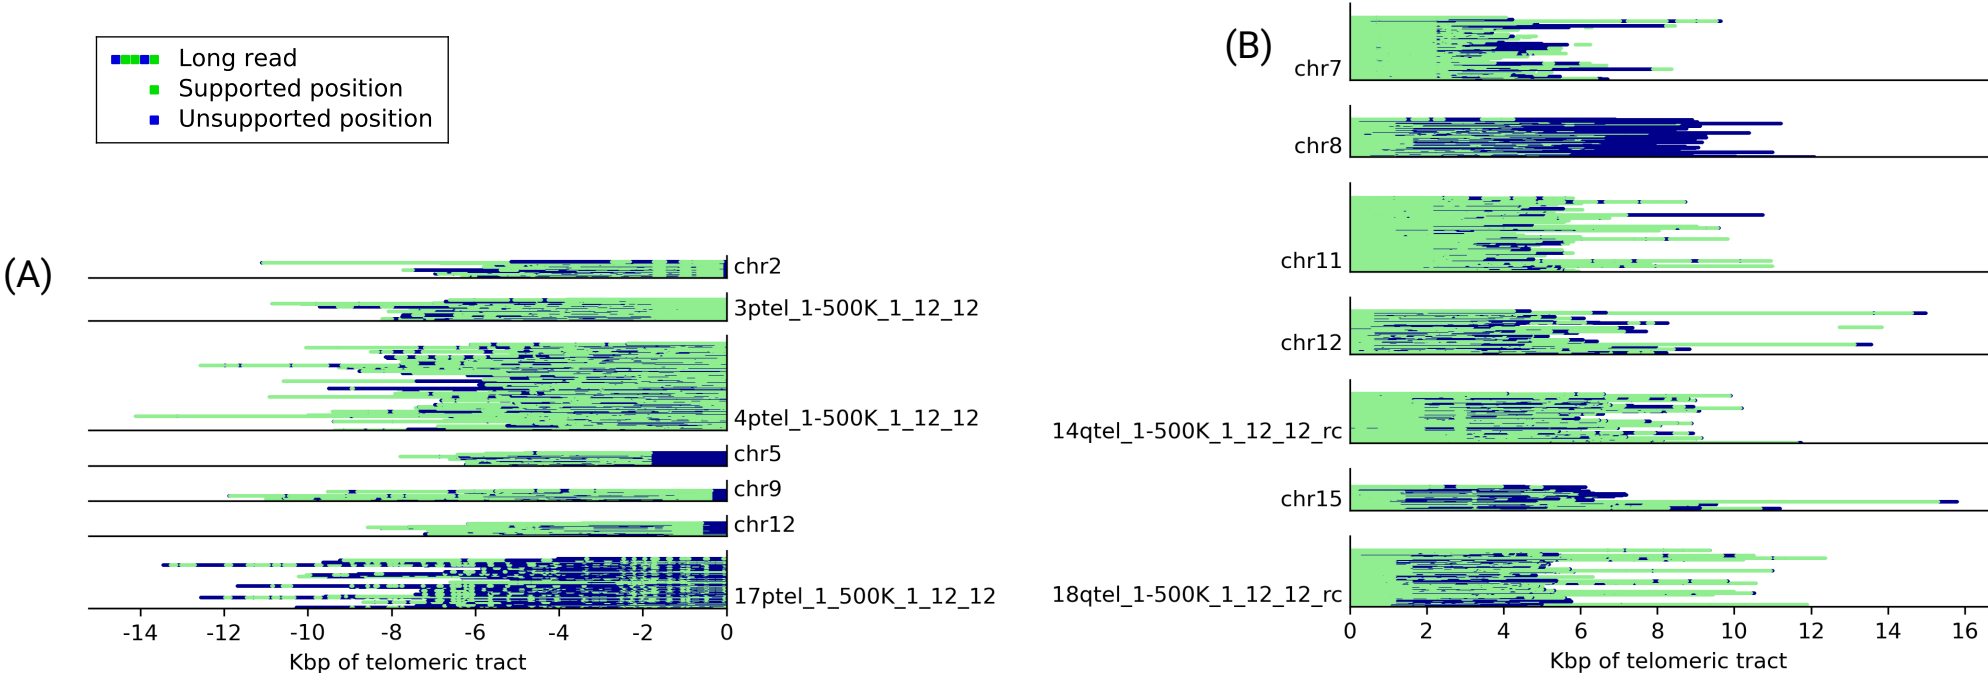 Long read
Supported position
Unsupported position
(A)
chr2
3ptel_1-500K_1_12_12
4ptel_1-500K_1_12_12
chr5
chr9
chr12
17ptel_1_500K_1_12_12
-14 -12 -10 -8 -6 -4 -2 0
Kbp of telomeric tract
(B)
chr7
chr8
chr11
chr12
14qtel_1-500K_1_12_12_rc
chr15
18qtel_1-500K_1_12_12_rc
0 2 4 6 8 10 12 14 16
Kbp of telomeric tract